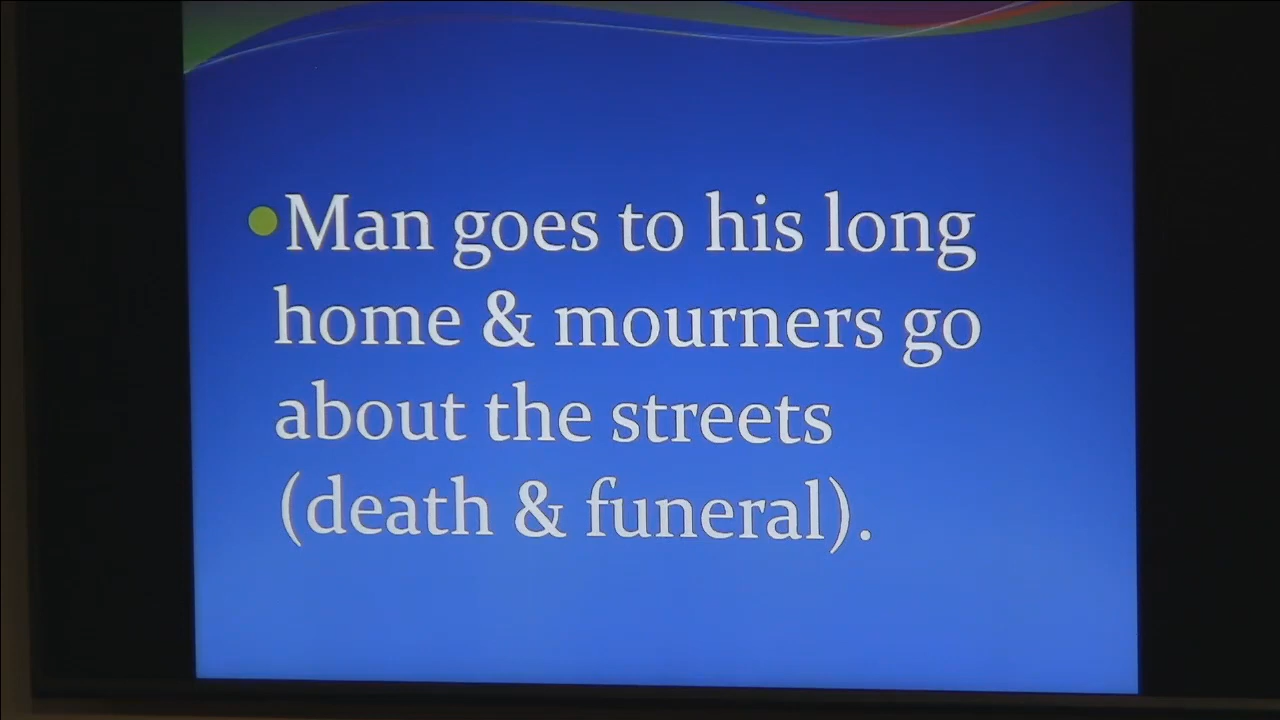 •Man goes to his long
home & mourners go
about the streets
(death & funeral).